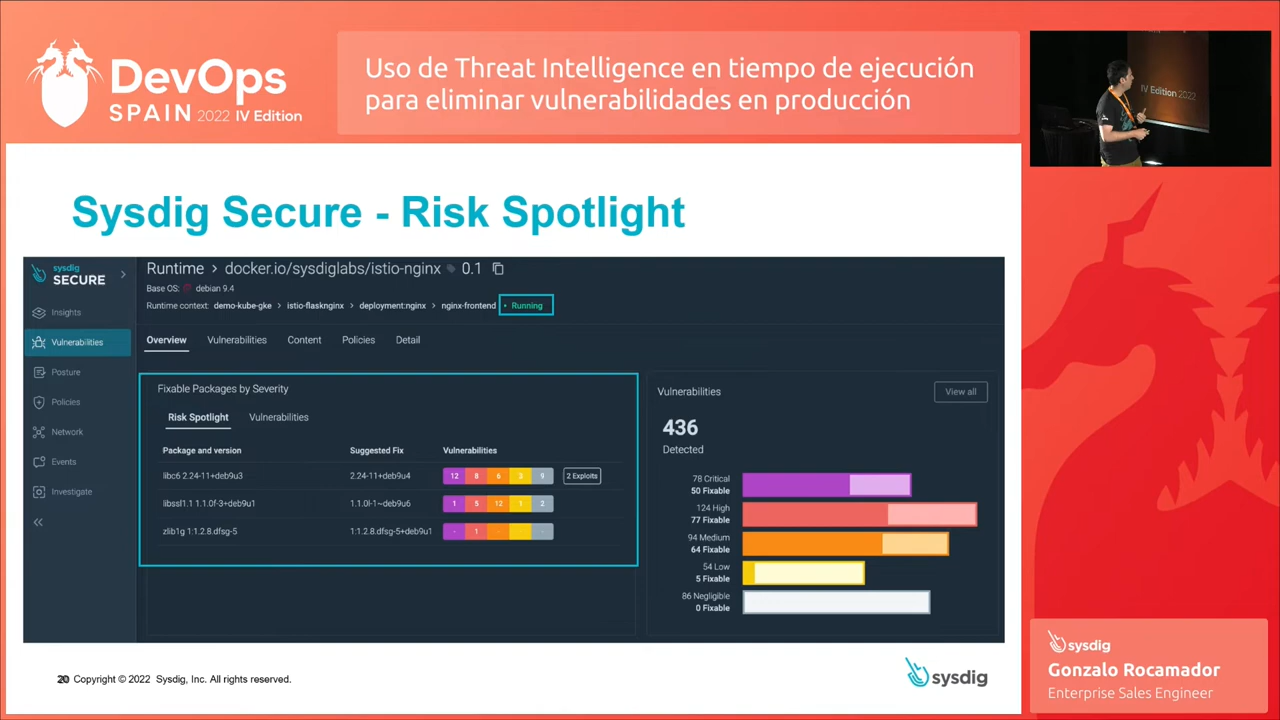 DevOps
SPAIN 2022 IV Edition
Uso de Threat Intelligence en tiempo de ejecución
para eliminar vulnerabilidades en producción
IV Edition 2022
Sysdig Secure - Risk Spotlight
sysdig
SECURE
Insights
Vulnerabilities
Posture
Policies
Network
Events
Investigate
Runtime > docker.io/sysdiglabs/istio-nginx 0.1
Base OS: debian 9.4
Runtime context: demo-kube-gke > istio-flasknginx > deployment:nginx > nginx-frontend • Running
Overview Vulnerabilities Content Policies Detail
Fixable Packages by Severity
Risk Spotlight Vulnerabilities
Package and version Suggested Fix Vulnerabilities
libc6 2.24-11+deb9u3 2.24-11+deb9u4 12 8 6 3 9 2 Exploits
libssl1.1 1.1.0f-3+deb9u1 1.1.0l-1~deb9u6 1 5 12 1 2
zlib1g 1:1.2.8.dfsg-5 1:1.2.8.dfsg-5+deb9u1 - 1 - - -
Vulnerabilities View all
436
Detected
78 Critical
50 Fixable
124 High
77 Fixable
94 Medium
64 Fixable
54 Low
5 Fixable
86 Negligible
0 Fixable
20 Copyright © 2022 Sysdig, Inc. All rights reserved.
sysdig
sysdig
Gonzalo Rocamador
Enterprise Sales Engineer